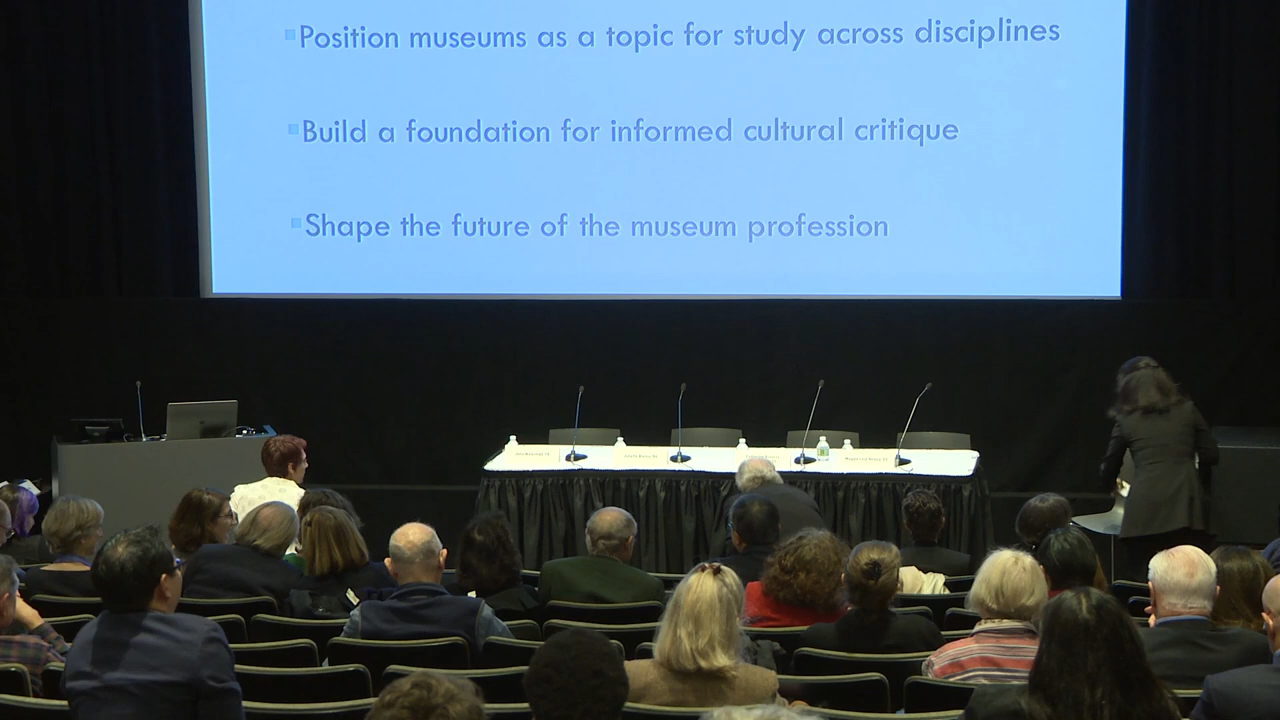 Position museums as a topic for study across disciplines
Build a foundation for informed cultural critique
Shape the future of the museum profession